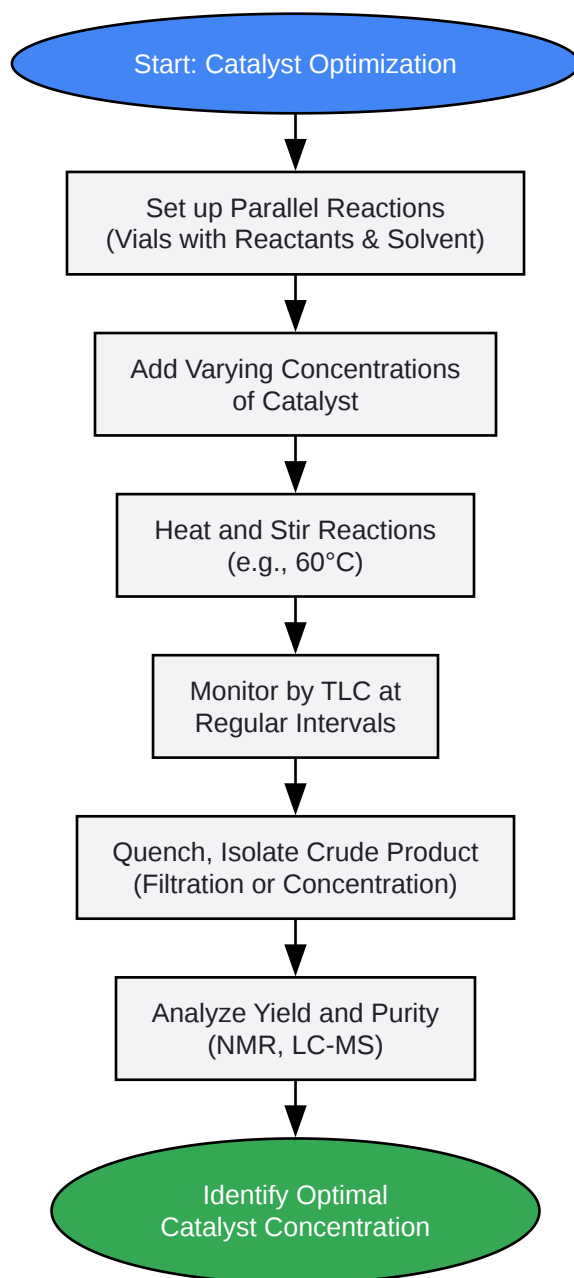 Start: Catalyst Optimization
Set up Parallel Reactions
(Vials with Reactants & Solvent)
Add Varying Concentrations
of Catalyst
Heat and Stir Reactions
(e.g., 60°C)
Monitor by TLC at
Regular Intervals
Quench, Isolate Crude Product
(Filtration or Concentration)
Analyze Yield and Purity
(NMR, LC-MS)
Identify Optimal
Catalyst Concentration